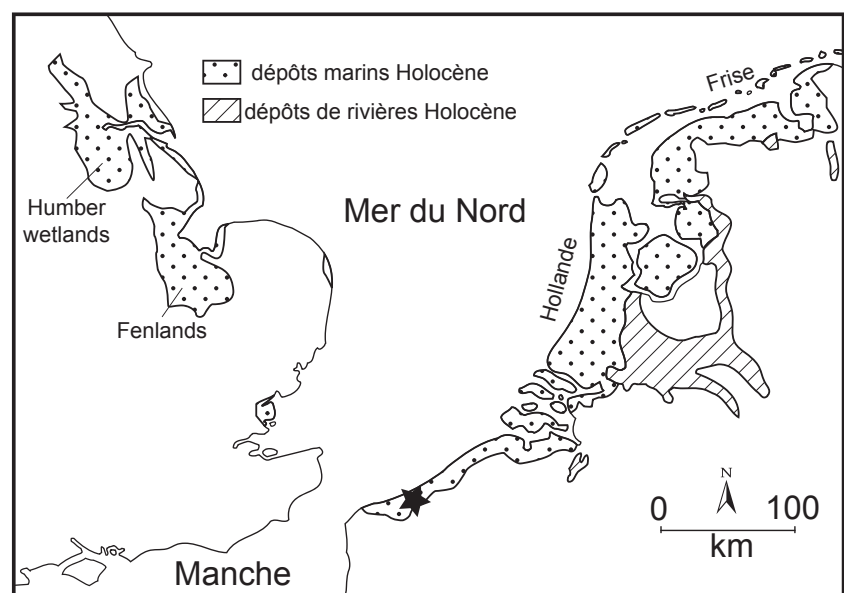 dépôts marins Holocène
dépôts de rivières Holocène
Frise
Humber
wetlands
Mer du Nord
Hollande
Fenlands
N
0 100
km
Manche